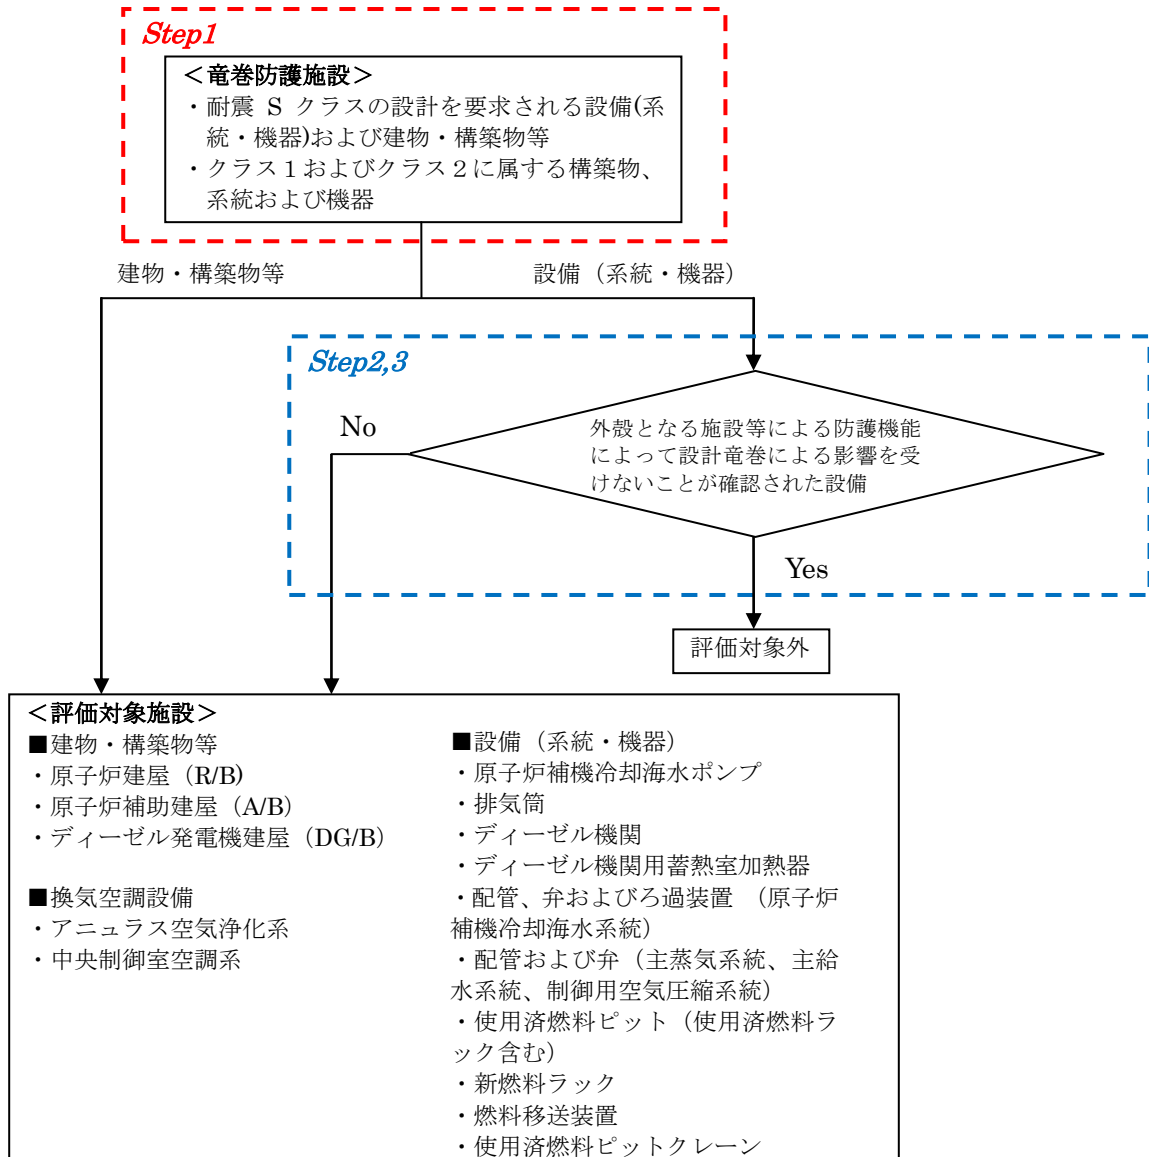 Step1
＜竜巻防護施設＞
・耐震 S クラスの設計を要求される設備(系
統・機器)および建物・構築物等
・クラス１およびクラス２に属する構築物、
系統および機器
建物・構築物等
設備（系統・機器）
Step2,3
No
外殻となる施設等による防護機能
によって設計竜巻による影響を受
けないことが確認された設備
Yes
評価対象外
＜評価対象施設＞
■建物・構築物等
・原子炉建屋（R/B)
・原子炉補助建屋（A/B）
・ディーゼル発電機建屋（DG/B）
■換気空調設備
・アニュラス空気浄化系
・中央制御室空調系
■設備（系統・機器）
・原子炉補機冷却海水ポンプ
・排気筒
・ディーゼル機関
・ディーゼル機関用蓄熱室加熱器
・配管、弁およびろ過装置 （原子炉
補機冷却海水系統）
・配管および弁（主蒸気系統、主給
水系統、制御用空気圧縮系統）
・使用済燃料ピット（使用済燃料ラ
ック含む）
・新燃料ラック
・燃料移送装置
・使用済燃料ピットクレーン